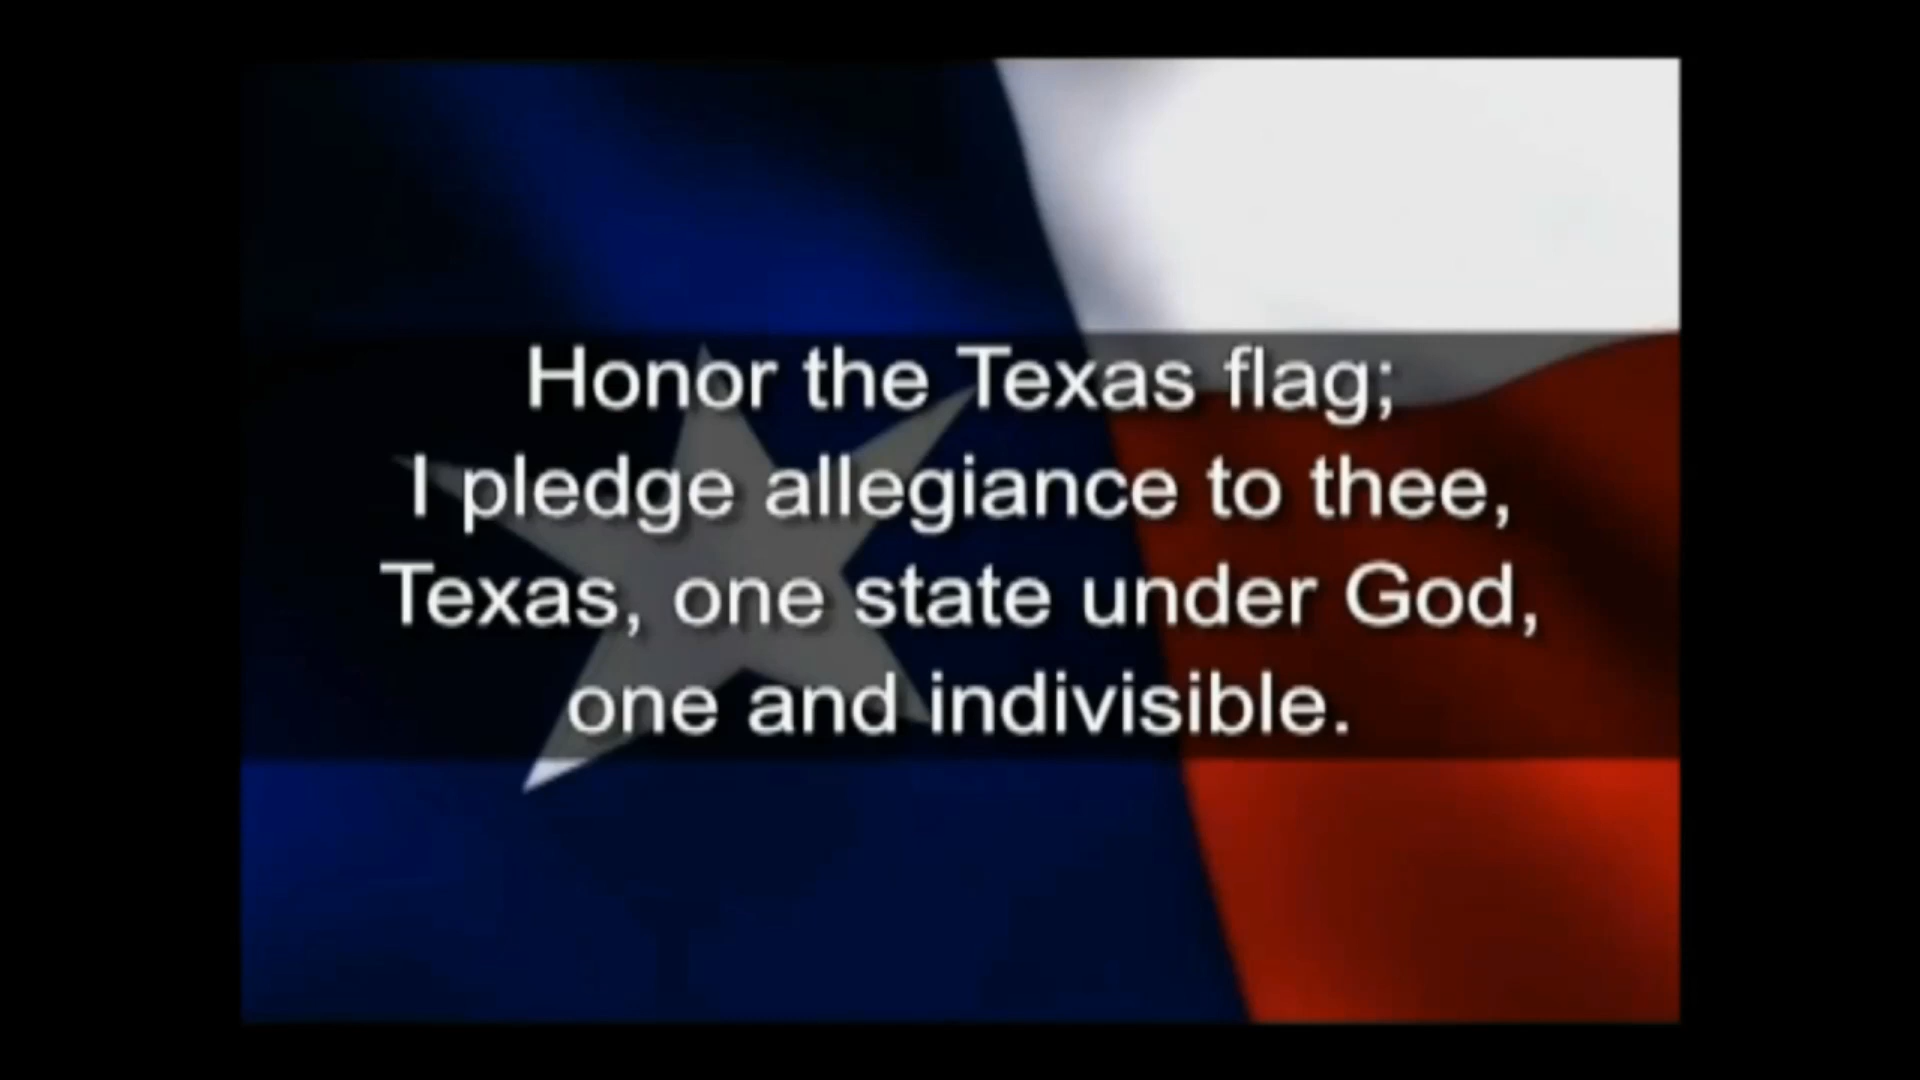 Honor the Texas flag;
I pledge allegiance to thee,
Texas, one state under God,
one and indivisible.